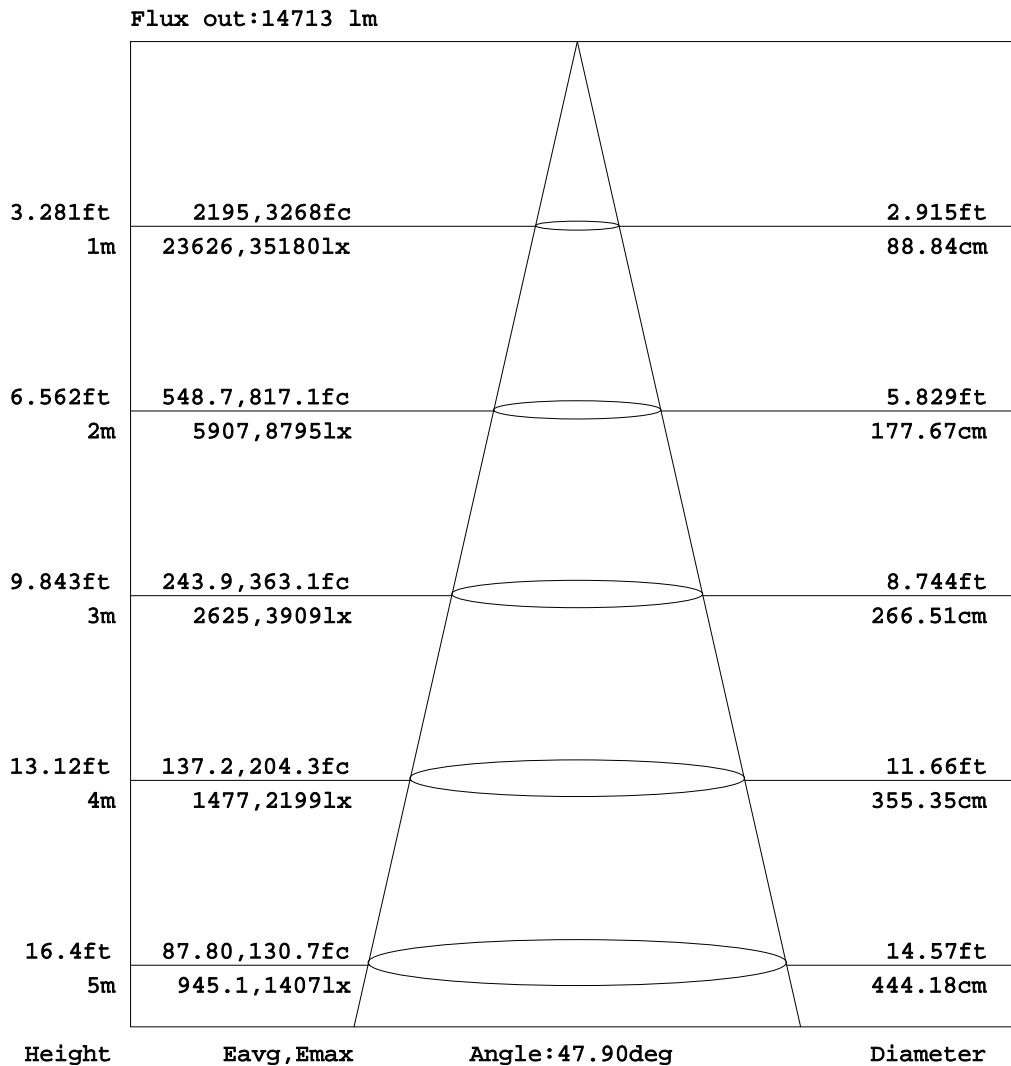 Flux out:14713 lm
3.281ft 2195,3268fc 2.915ft
1m 23626,35180lx 88.84cm
6.562ft 548.7,817.1fc 5.829ft
2m 5907,8795lx 177.67cm
9.843ft 243.9,363.1fc 8.744ft
3m 2625,3909lx 266.51cm
13.12ft 137.2,204.3fc 11.66ft
4m 1477,2199lx 355.35cm
16.4ft 87.80,130.7fc 14.57ft
5m 945.1,1407lx 444.18cm
Height Eavg,Emax Angle:47.90deg Diameter